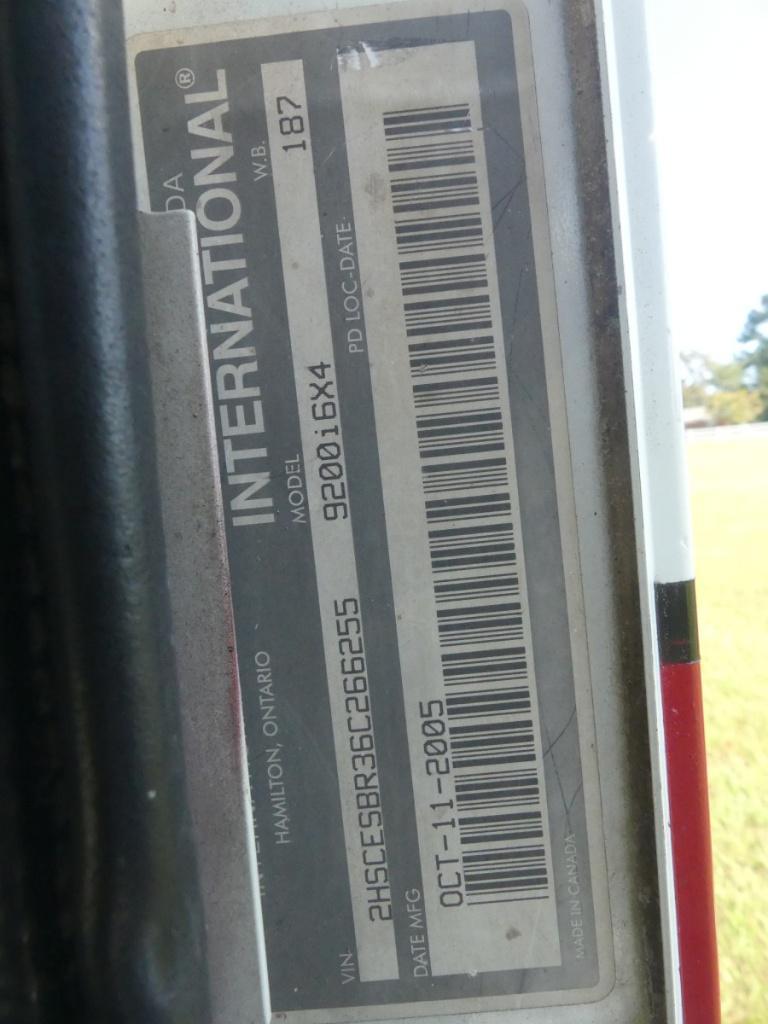 DA
INTERNATIONAL®
HAMILTON, ONTARIO
VIN
MODEL
W.B.
2HSCESBR36C266255
9200i6X4
187
DATE MFG
PD LOC-DATE
OCT-11-2005
MADE IN CANADA